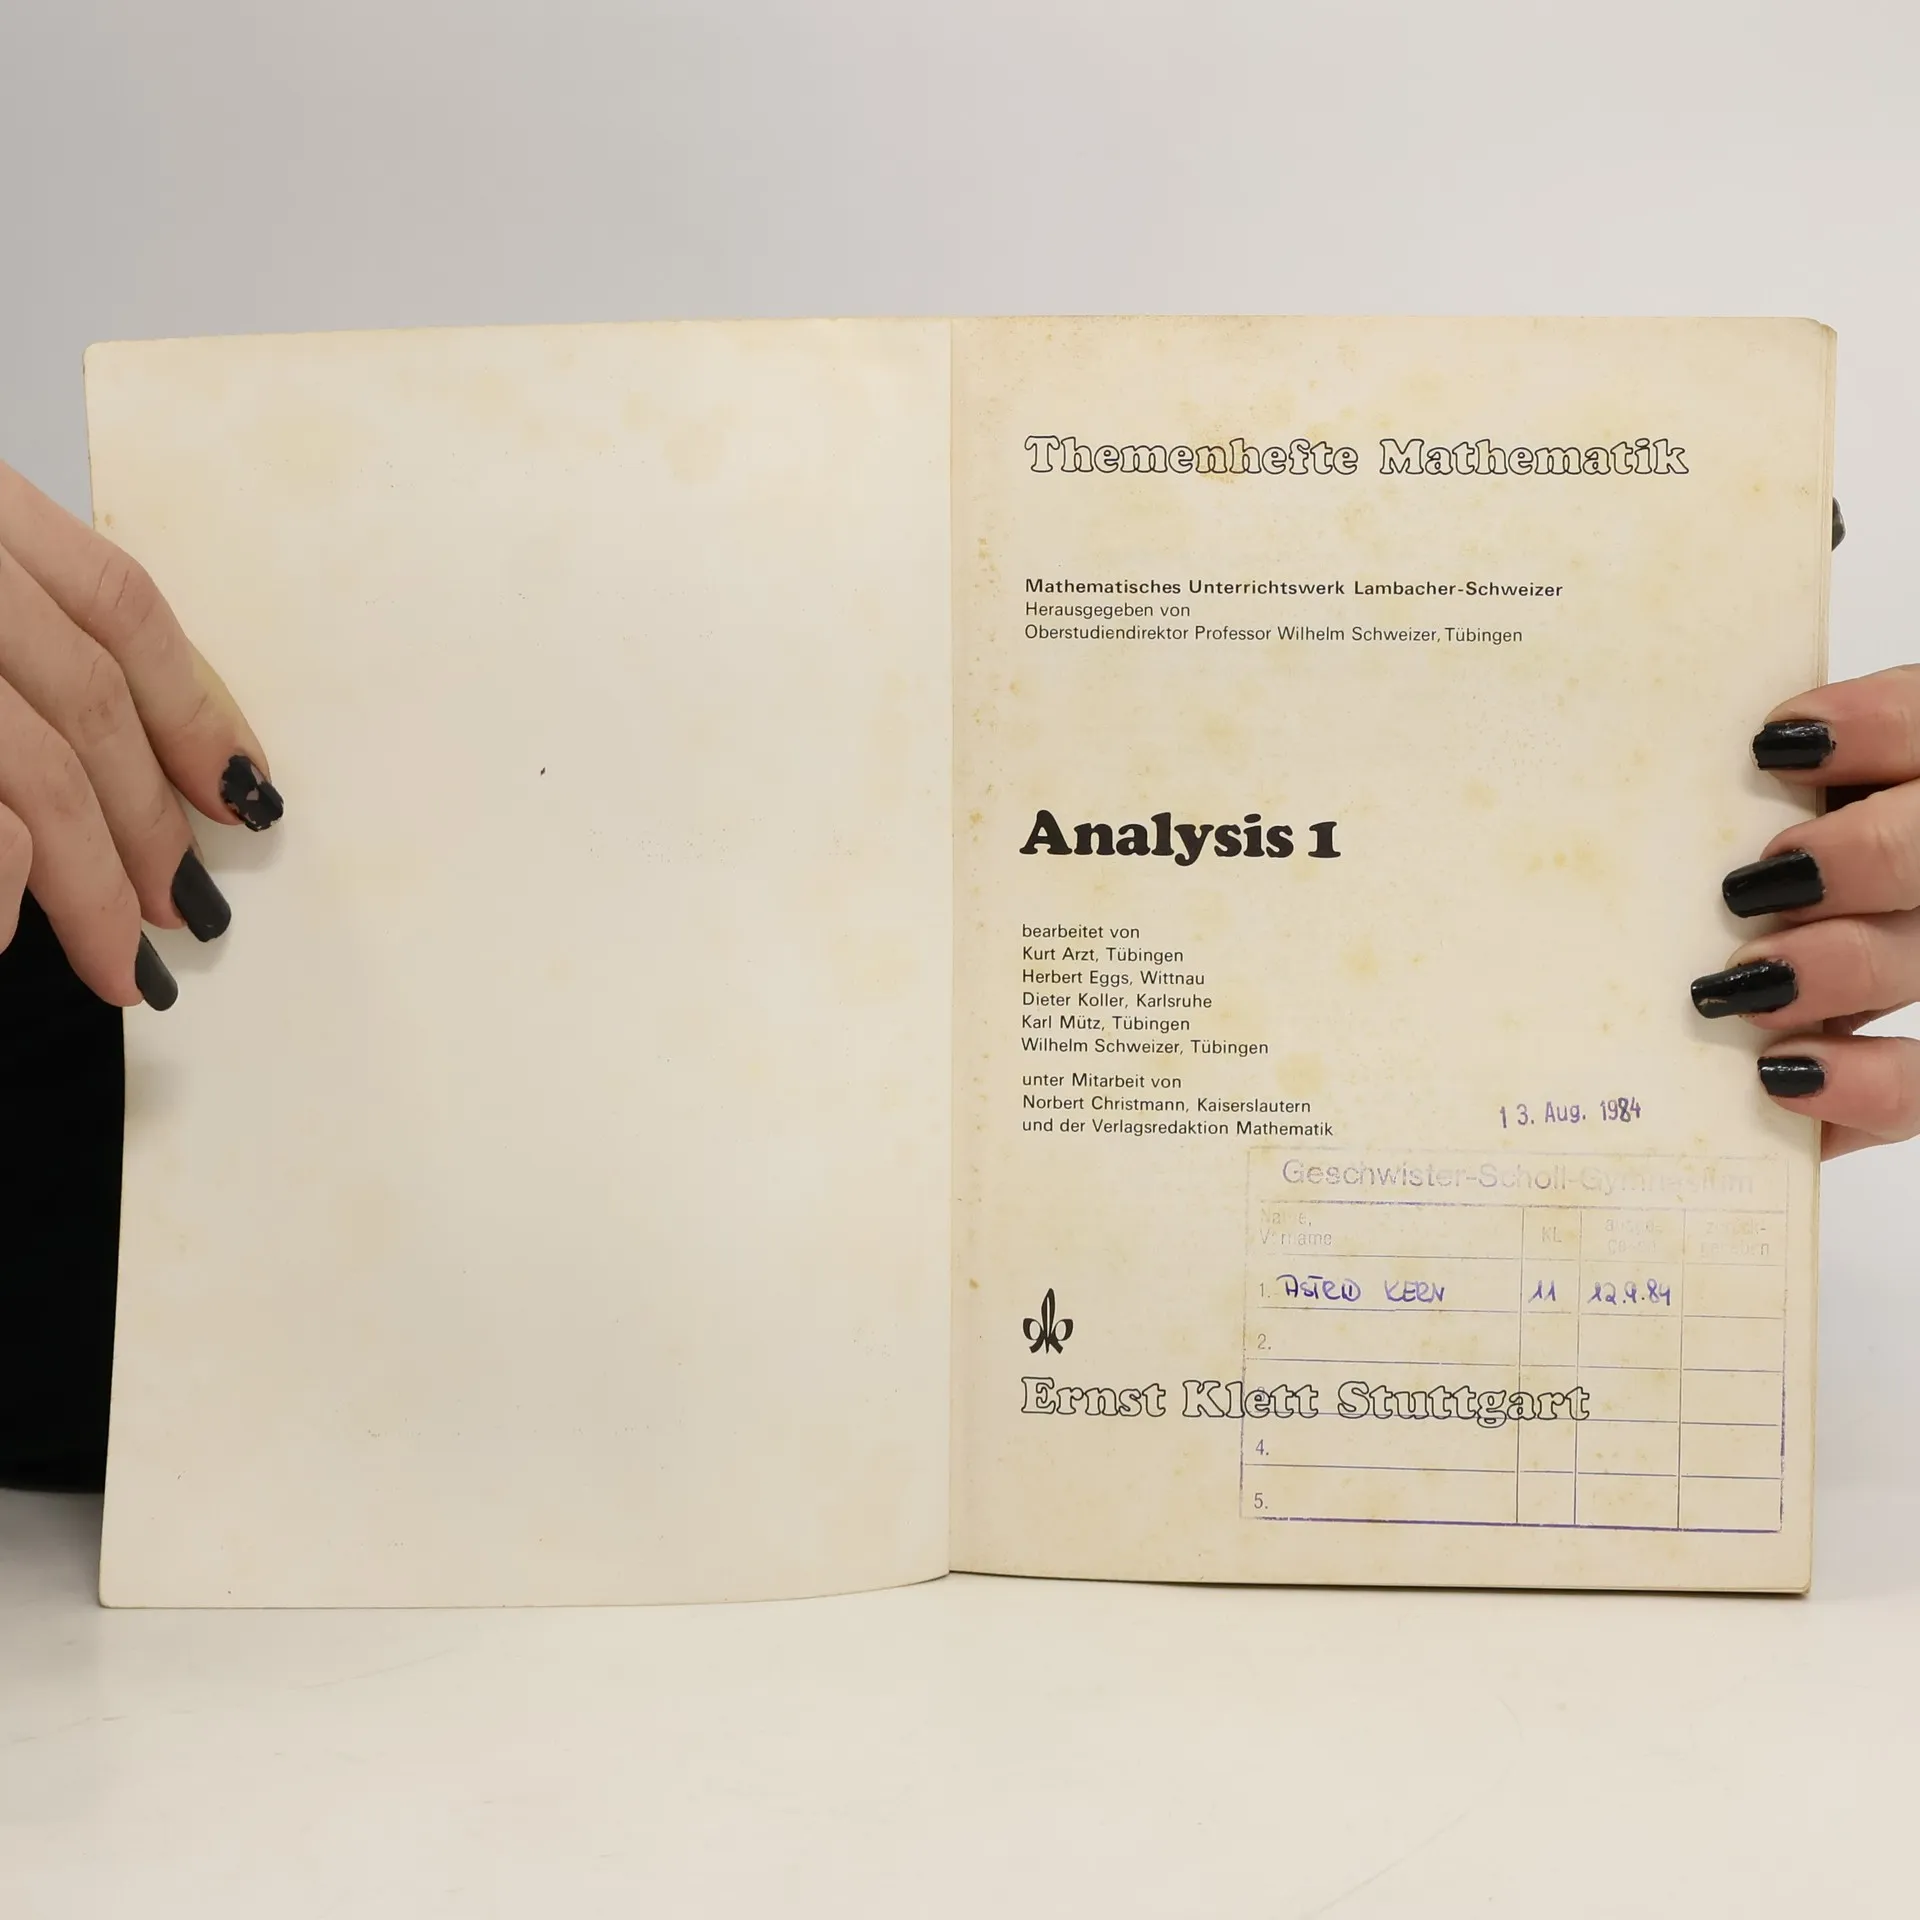 Themenhefte Mathematik
Mathematisches Unterrichtswerk Lambacher-Schweizer
Herausgegeben von
Oberstudiendirektor Professor Wilhelm Schweizer, Tübingen
Analysis 1
bearbeitet von
Kurt Arzt, Tübingen
Herbert Eggs, Wittnau
Dieter Koller, Karlsruhe
Karl Mütz, Tübingen
Wilhelm Schweizer, Tübingen
unter Mitarbeit von
Norbert Christmann, Kaiserslautern
und der Verlagsredaktion Mathematik
13. Aug. 1984
Geschwister-Scholl-Gymnasium
Name,
Vorname
KL
1. ASTRID KERN 11 12.9.84
2.
Ernst Klett Stuttgart
4.
5.